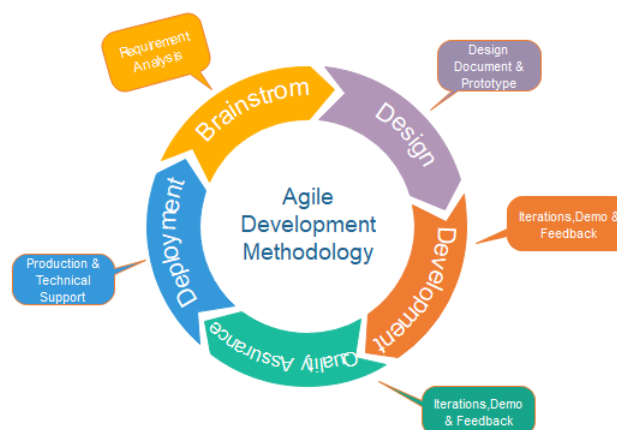 Requirement
Analysis
Brainstrom
Design
Document &
Prototype
Design
Agile
Development
Methodology
Iterations,Demo &
Feedback
Development
Production &
Technical
Support
Deployment
Quality Assurance
Iterations,Demo
& Feedback